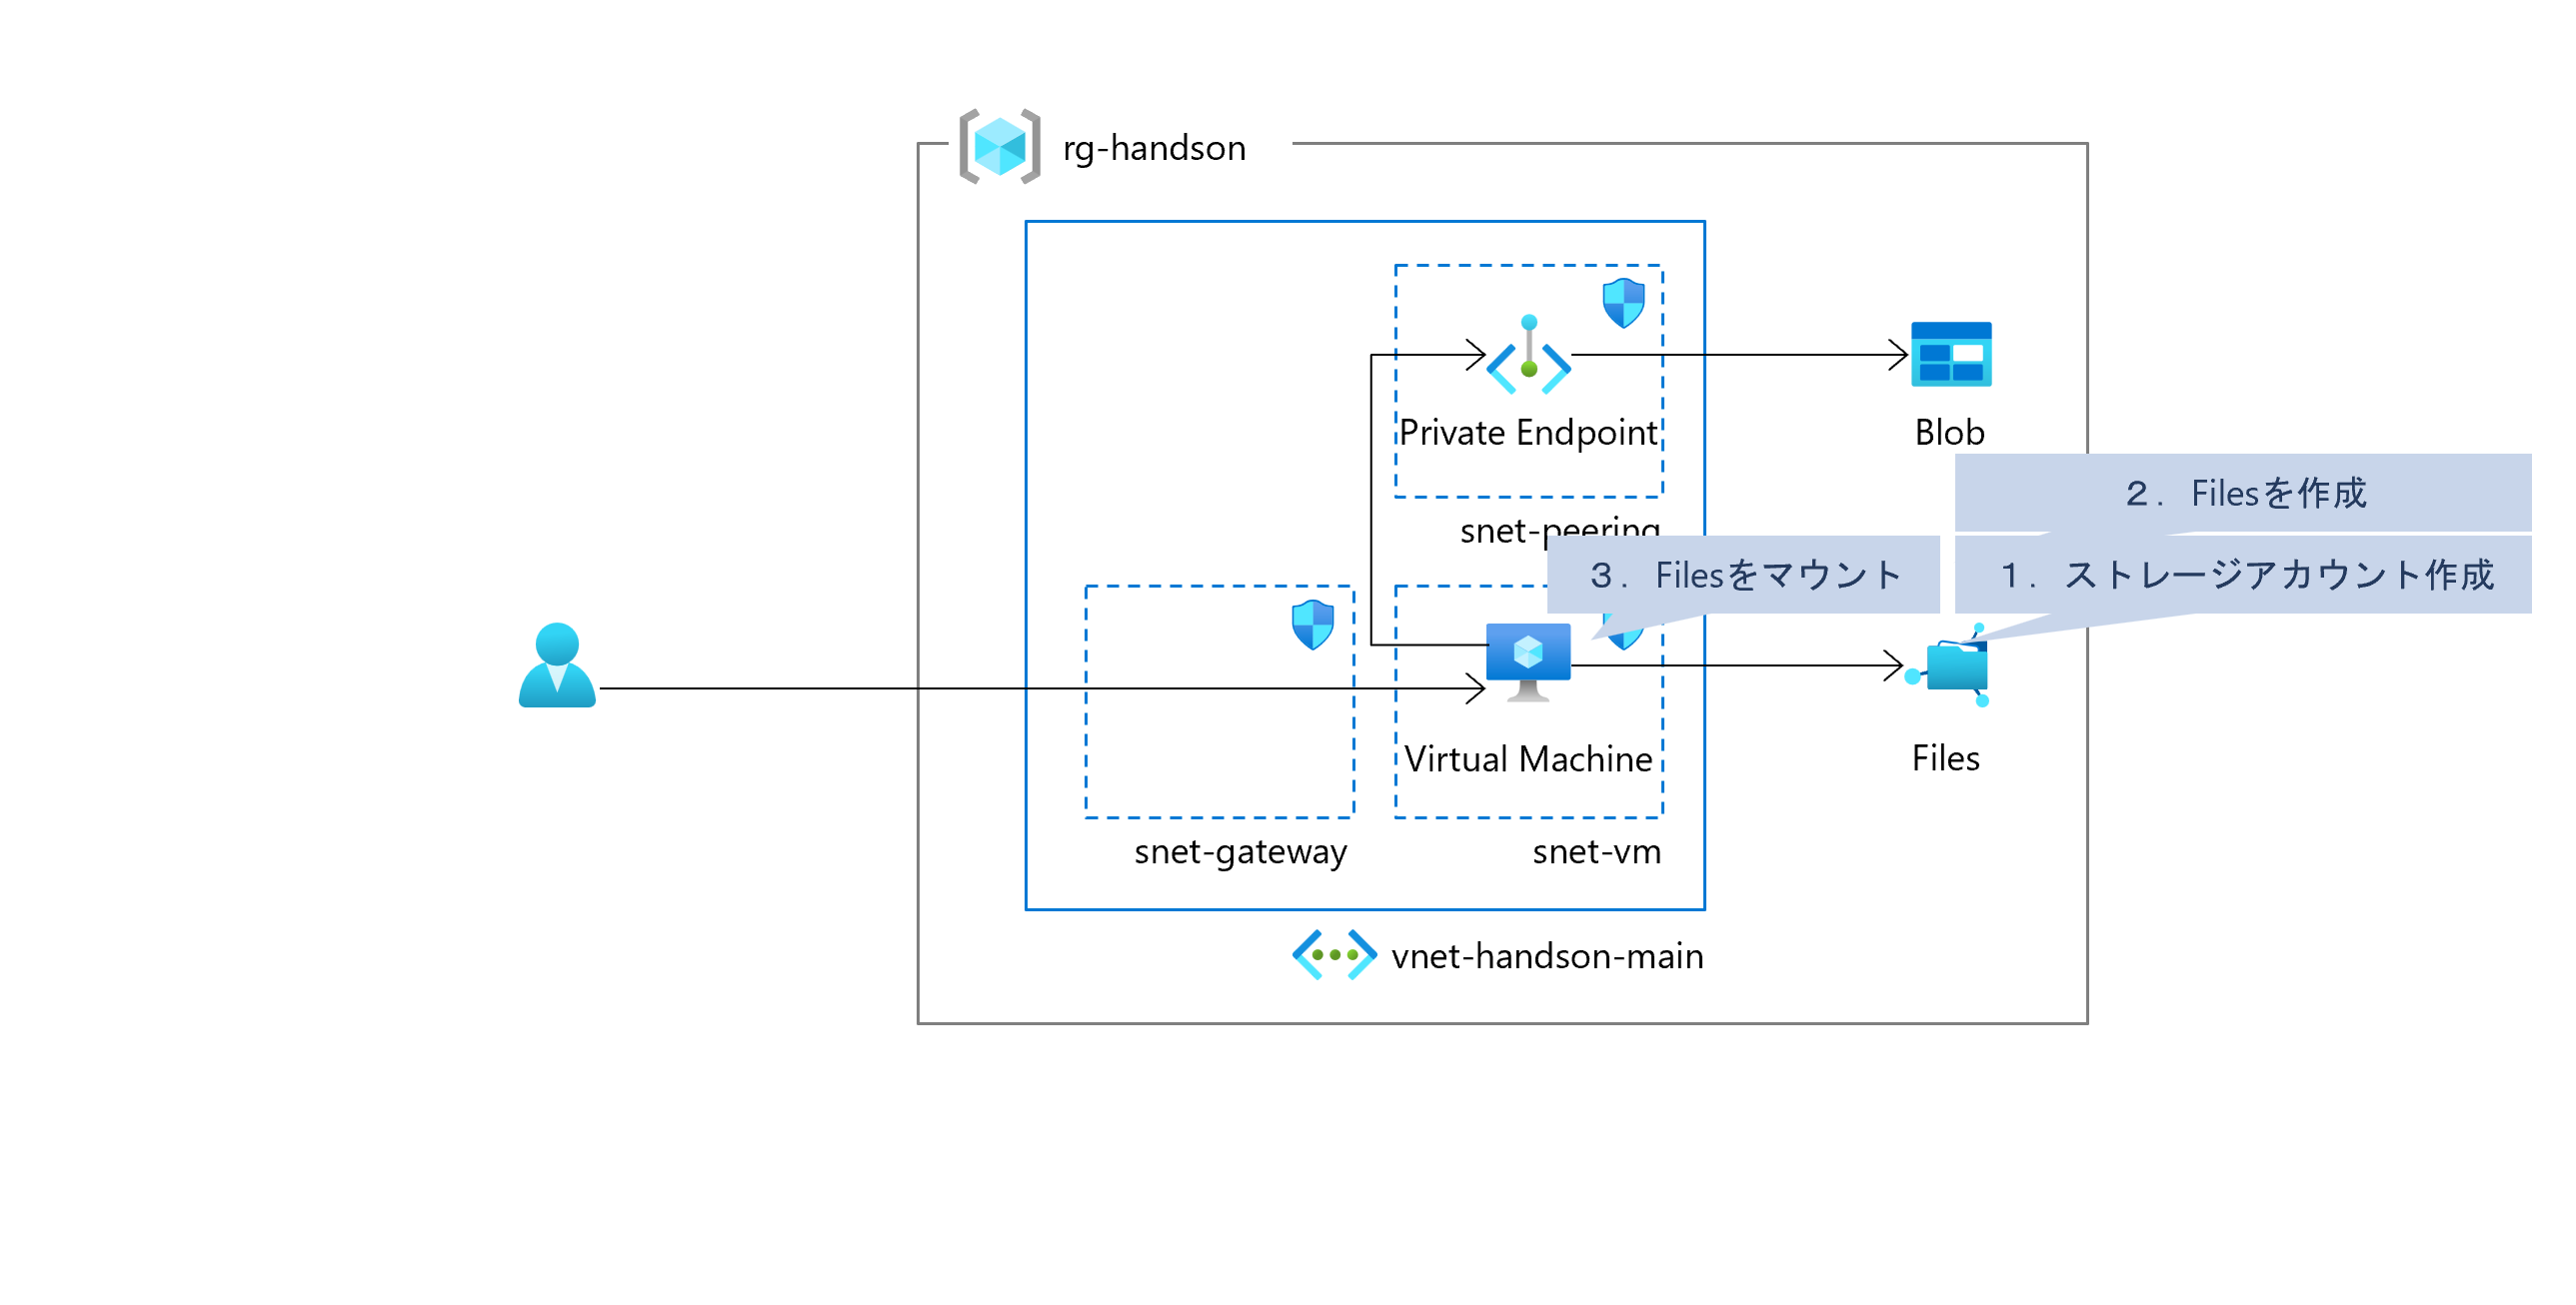 rg-handson
Private Endpoint
Blob
snet-peering
2. Filesを作成
3. Filesをマウント
1. ストレージアカウント作成
Virtual Machine
Files
snet-gateway
snet-vm
vnet-handson-main